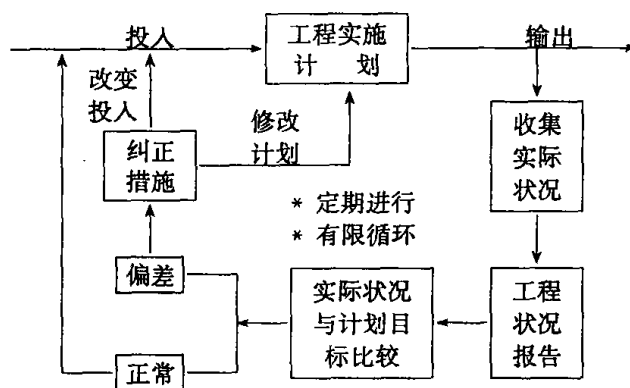 投入
工程实施
计 划
输出
改变
投入
修改
计划
纠正
措施
收集
实际
状况
* 定期进行
* 有限循环
偏差
实际状况
与计划目
标比较
工程
状况
报告
正常